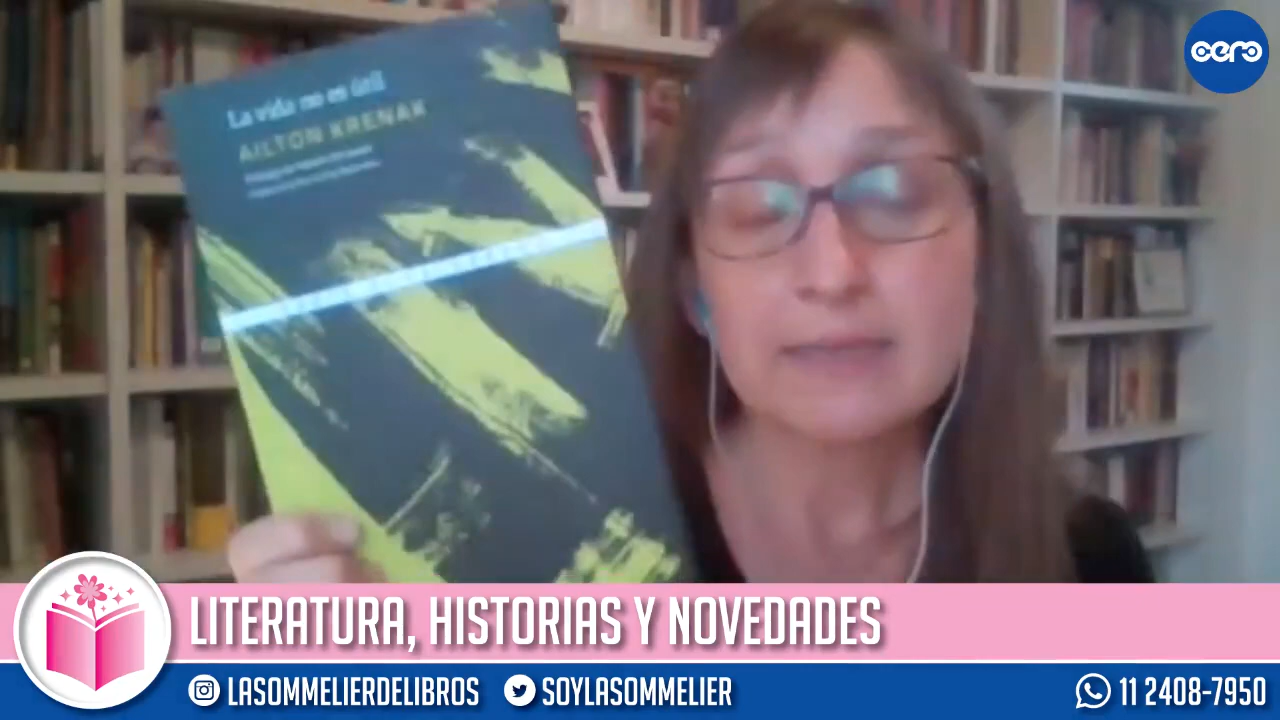 cero
La vida no es útil
AILTON KRENAK
LITERATURA, HISTORIAS Y NOVEDADES
LASOMMELIERDELIBROS SOYLASOMMELIER 11 2408-7950